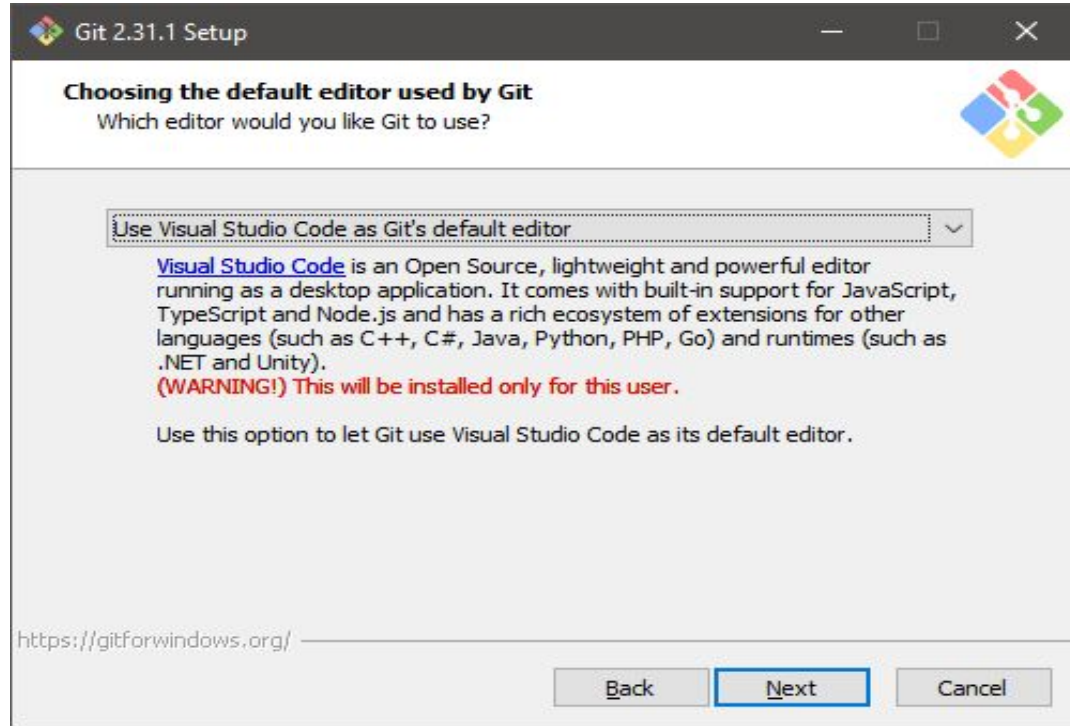 Git 2.31.1 Setup
Choosing the default editor used by Git
Which editor would you like Git to use?
Use Visual Studio Code as Git's default editor
Visual Studio Code is an Open Source, lightweight and powerful editor
running as a desktop application. It comes with built-in support for JavaScript,
TypeScript and Node.js and has a rich ecosystem of extensions for other
languages (such as C++, C#, Java, Python, PHP, Go) and runtimes (such as
.NET and Unity).
(WARNING!) This will be installed only for this user.
Use this option to let Git use Visual Studio Code as its default editor.
https://gitforwindows.org/
Back
Next
Cancel